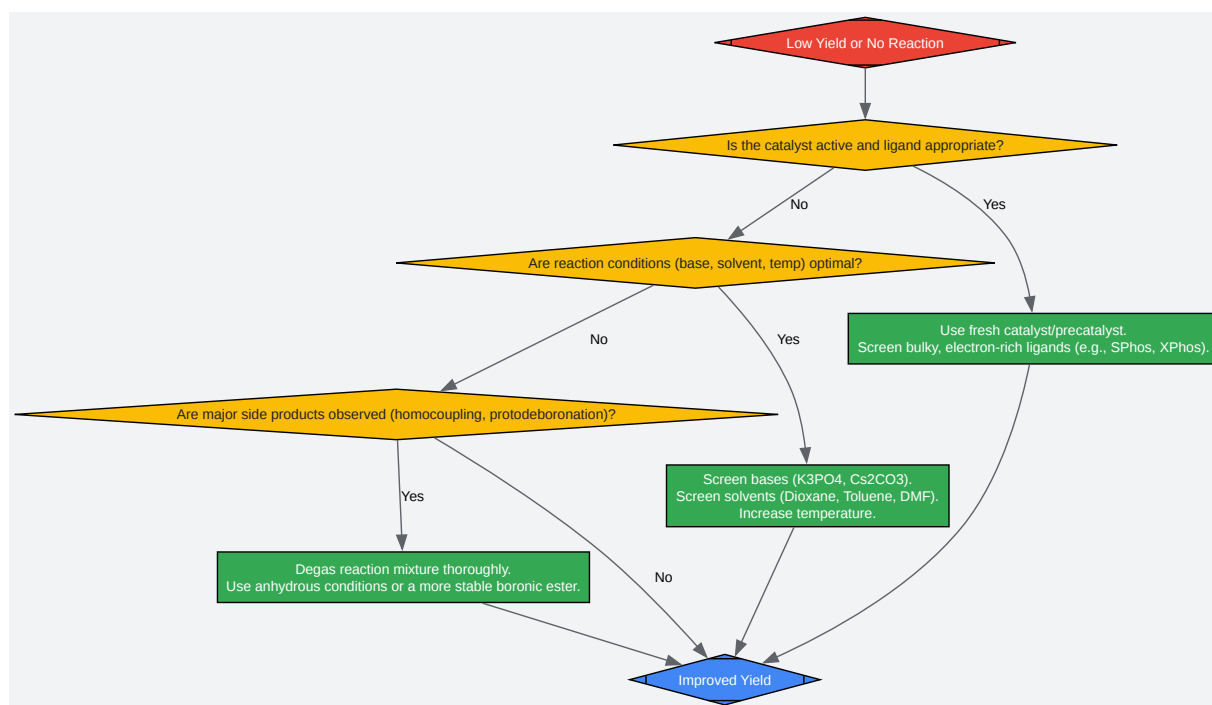 Low Yield or No Reaction
Is the catalyst active and ligand appropriate?
No
Yes
Are reaction conditions (base, solvent, temp) optimal?
Use fresh catalyst/precatalyst.
Screen bulky, electron-rich ligands (e.g., SPhos, XPhos).
No
Yes
Are major side products observed (homocoupling, protodeboronation)?
Screen bases (K3PO4, Cs2CO3).
Screen solvents (Dioxane, Toluene, DMF).
Increase temperature.
Yes
Degas reaction mixture thoroughly.
Use anhydrous conditions or a more stable boronic ester.
No
Improved Yield